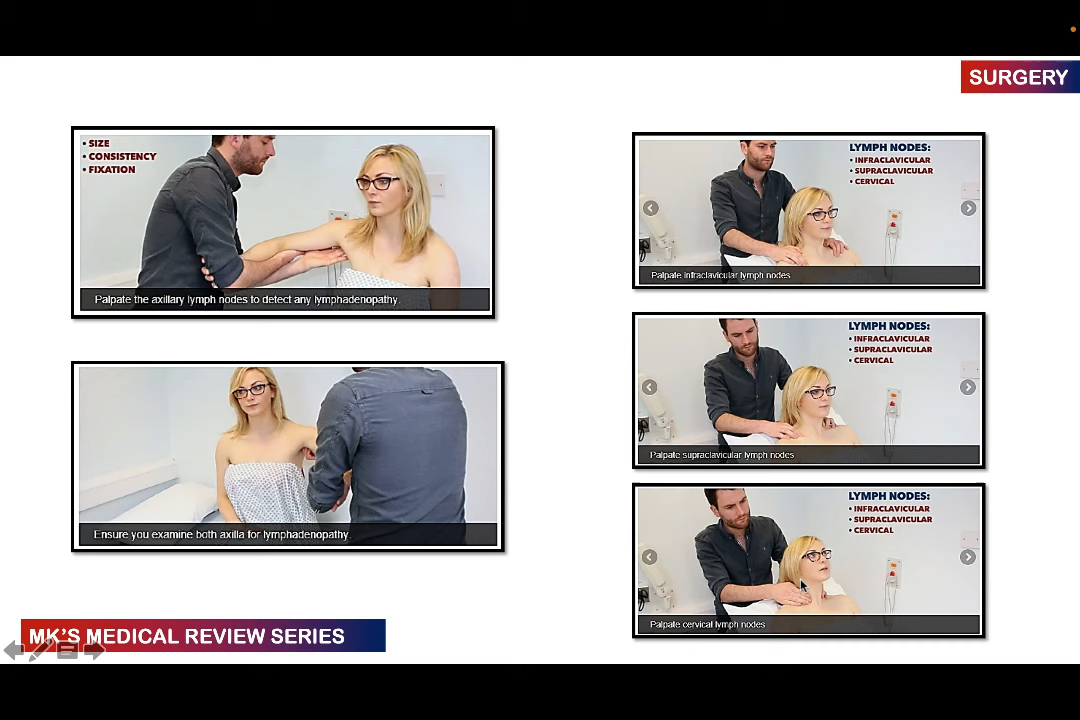 SURGERY
• SIZE
• CONSISTENCY
• FIXATION
Palpate the axillary lymph nodes to detect any lymphadenopathy.
Ensure you examine both axilla for lymphadenopathy.
LYMPH NODES:
• INFRACLAVICULAR
• SUPRACLAVICULAR
• CERVICAL
Palpate infraclavicular lymph nodes
LYMPH NODES:
• INFRACLAVICULAR
• SUPRACLAVICULAR
• CERVICAL
Palpate supraclavicular lymph nodes
LYMPH NODES:
• INFRACLAVICULAR
• SUPRACLAVICULAR
• CERVICAL
Palpate cervical lymph nodes
MK'S MEDICAL REVIEW SERIES